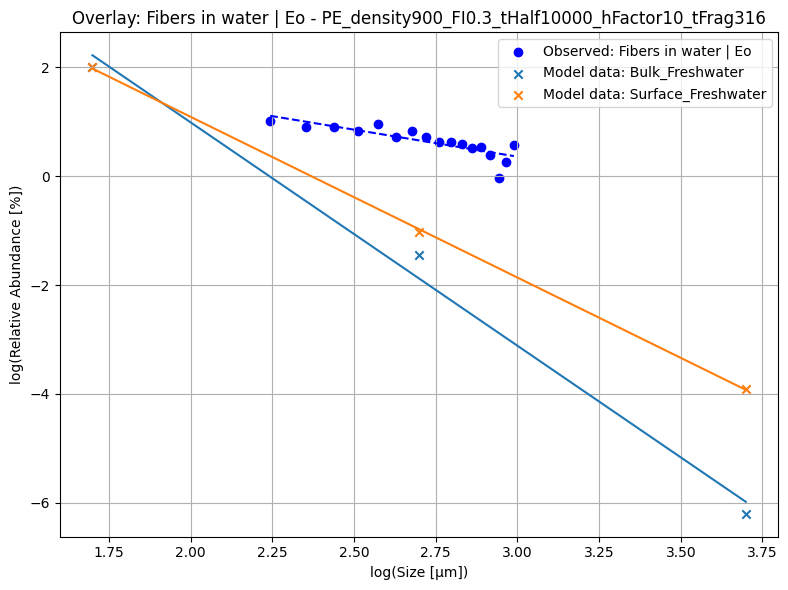 Overlay: Fibers in water | Eo - PE_density900_FI0.3_tHalf10000_hFactor10_tFrag316
Observed: Fibers in water | Eo
Model data: Bulk_Freshwater
Model data: Surface_Freshwater
log(Relative Abundance [%])
2
0
−2
−4
−6
1.75 2.00 2.25 2.50 2.75 3.00 3.25 3.50 3.75
log(Size [μm])